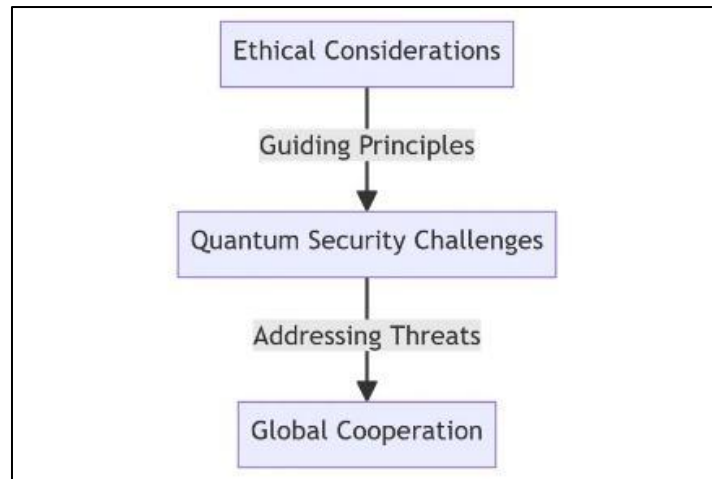 Ethical Considerations
Guiding Principles
Quantum Security Challenges
Addressing Threats
Global Cooperation